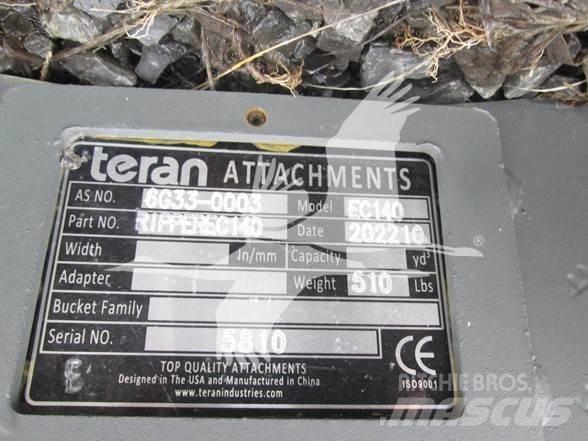 teran ATTACHMENTS
AS NO. 6G33-0003 Model EC140
Part NO. RIPPEREC140 Date 202210
Width In/mm Capacity yd³
Adapter Weight 510 Lbs
Bucket Family
Serial NO. 5810
TOP QUALITY ATTACHMENTS
Designed in The USA and Manufactured in China
www.teranindustries.com
CE
ISO9001
®
RITCHIE BROS.
MASCUS